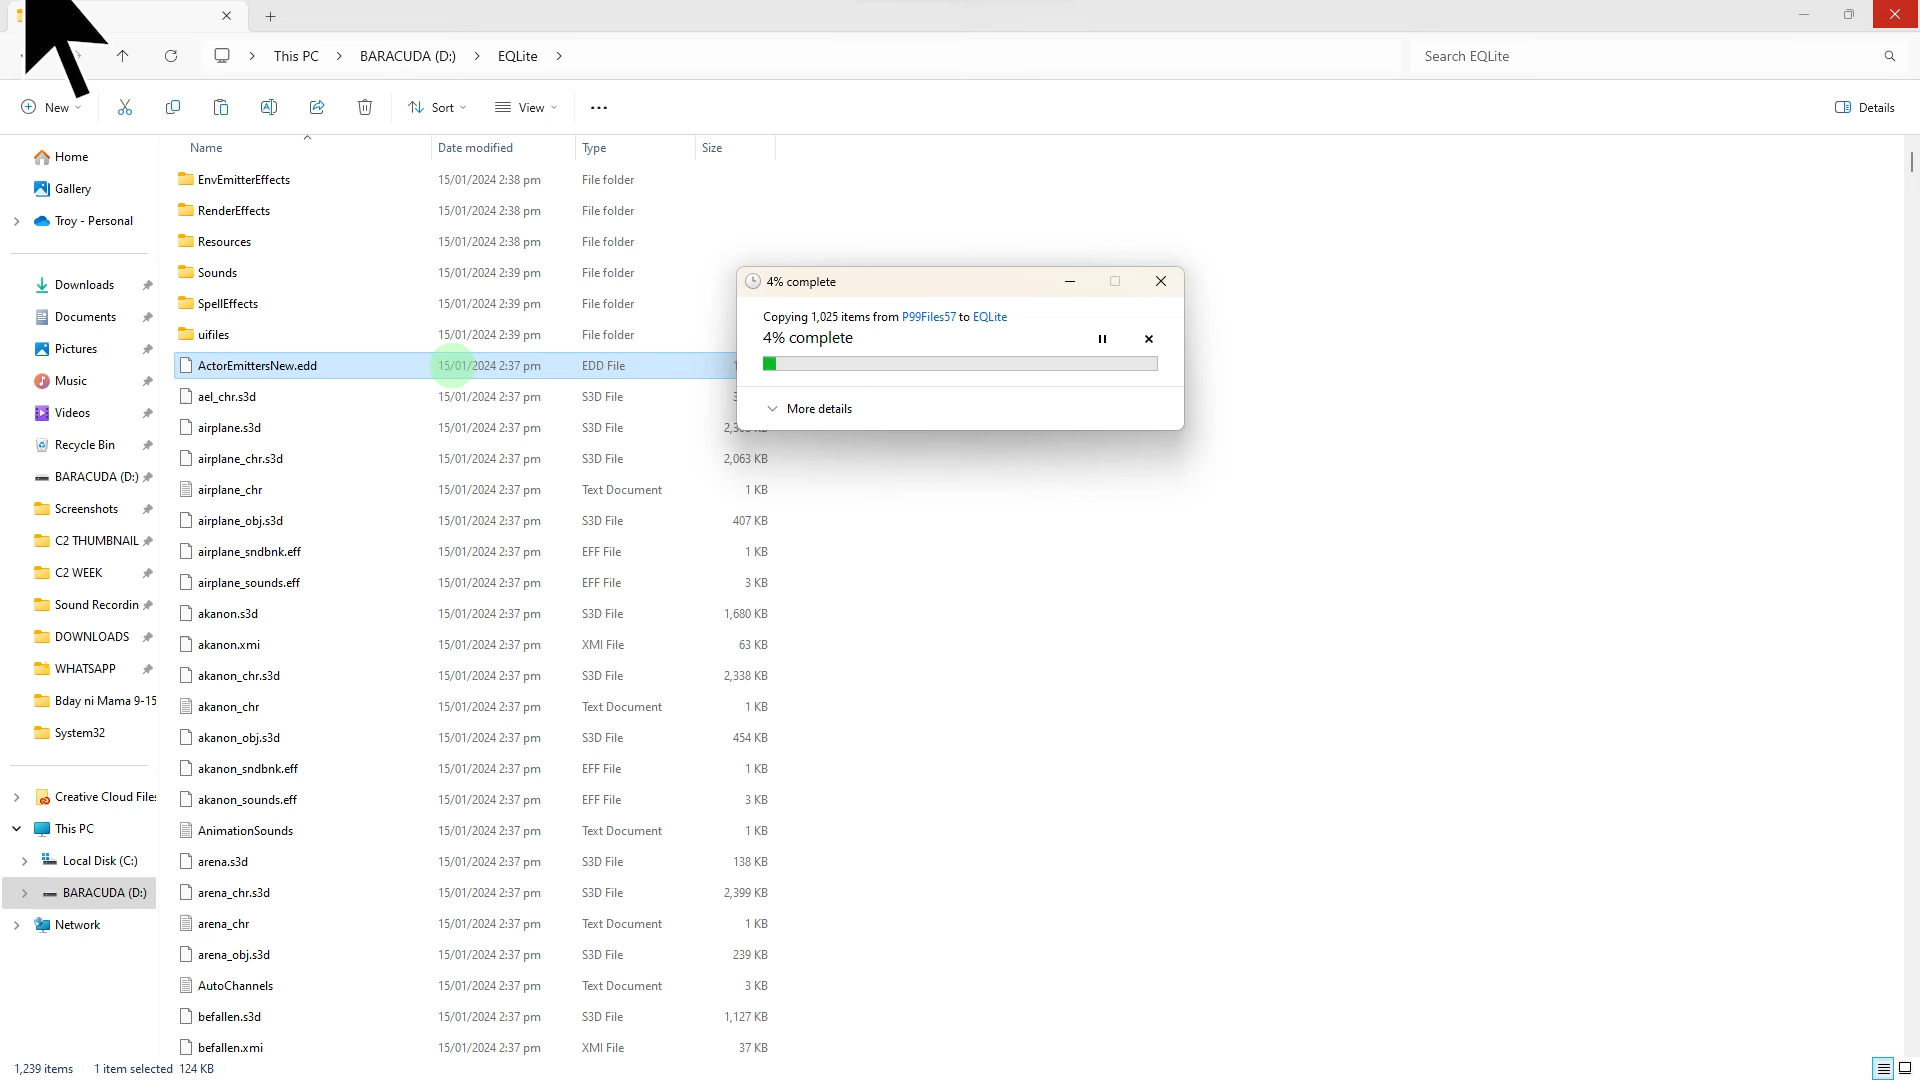 This PC
BARACUDA (D:)
EQLite
Search EQLite
New
Sort
View
Details
Name
Date modified
Type
Size
Home
Gallery
Troy - Personal
Downloads
Documents
Pictures
Music
Videos
Recycle Bin
BARACUDA (D:)
Screenshots
C2 THUMBNAIL
C2 WEEK
Sound Recordin
DOWNLOADS
WHATSAPP
Bday ni Mama 9-15
System32
Creative Cloud Files
This PC
Local Disk (C:)
BARACUDA (D:)
Network
EnvEmitterEffects 15/01/2024 2:38 pm File folder
RenderEffects 15/01/2024 2:38 pm File folder
Resources 15/01/2024 2:38 pm File folder
Sounds 15/01/2024 2:39 pm File folder
SpellEffects 15/01/2024 2:39 pm File folder
uifiles 15/01/2024 2:39 pm File folder
ActorEmittersNew.edd 15/01/2024 2:37 pm EDD File
ael_chr.s3d 15/01/2024 2:37 pm S3D File
airplane.s3d 15/01/2024 2:37 pm S3D File
airplane_chr.s3d 15/01/2024 2:37 pm S3D File 2,063 KB
airplane_chr 15/01/2024 2:37 pm Text Document 1 KB
airplane_obj.s3d 15/01/2024 2:37 pm S3D File 407 KB
airplane_sndbnk.eff 15/01/2024 2:37 pm EFF File 1 KB
airplane_sounds.eff 15/01/2024 2:37 pm EFF File 3 KB
akanon.s3d 15/01/2024 2:37 pm S3D File 1,680 KB
akanon.xmi 15/01/2024 2:37 pm XMI File 63 KB
akanon_chr.s3d 15/01/2024 2:37 pm S3D File 2,338 KB
akanon_chr 15/01/2024 2:37 pm Text Document 1 KB
akanon_obj.s3d 15/01/2024 2:37 pm S3D File 454 KB
akanon_sndbnk.eff 15/01/2024 2:37 pm EFF File 1 KB
akanon_sounds.eff 15/01/2024 2:37 pm EFF File 3 KB
AnimationSounds 15/01/2024 2:37 pm Text Document 1 KB
arena.s3d 15/01/2024 2:37 pm S3D File 138 KB
arena_chr.s3d 15/01/2024 2:37 pm S3D File 2,399 KB
arena_chr 15/01/2024 2:37 pm Text Document 1 KB
arena_obj.s3d 15/01/2024 2:37 pm S3D File 239 KB
AutoChannels 15/01/2024 2:37 pm Text Document 3 KB
befallen.s3d 15/01/2024 2:37 pm S3D File 1,127 KB
befallen.xmi 15/01/2024 2:37 pm XMI File 37 KB
4% complete
Copying 1,025 items from P99Files57 to EQLite
4% complete
More details
1,239 items 1 item selected 124 KB